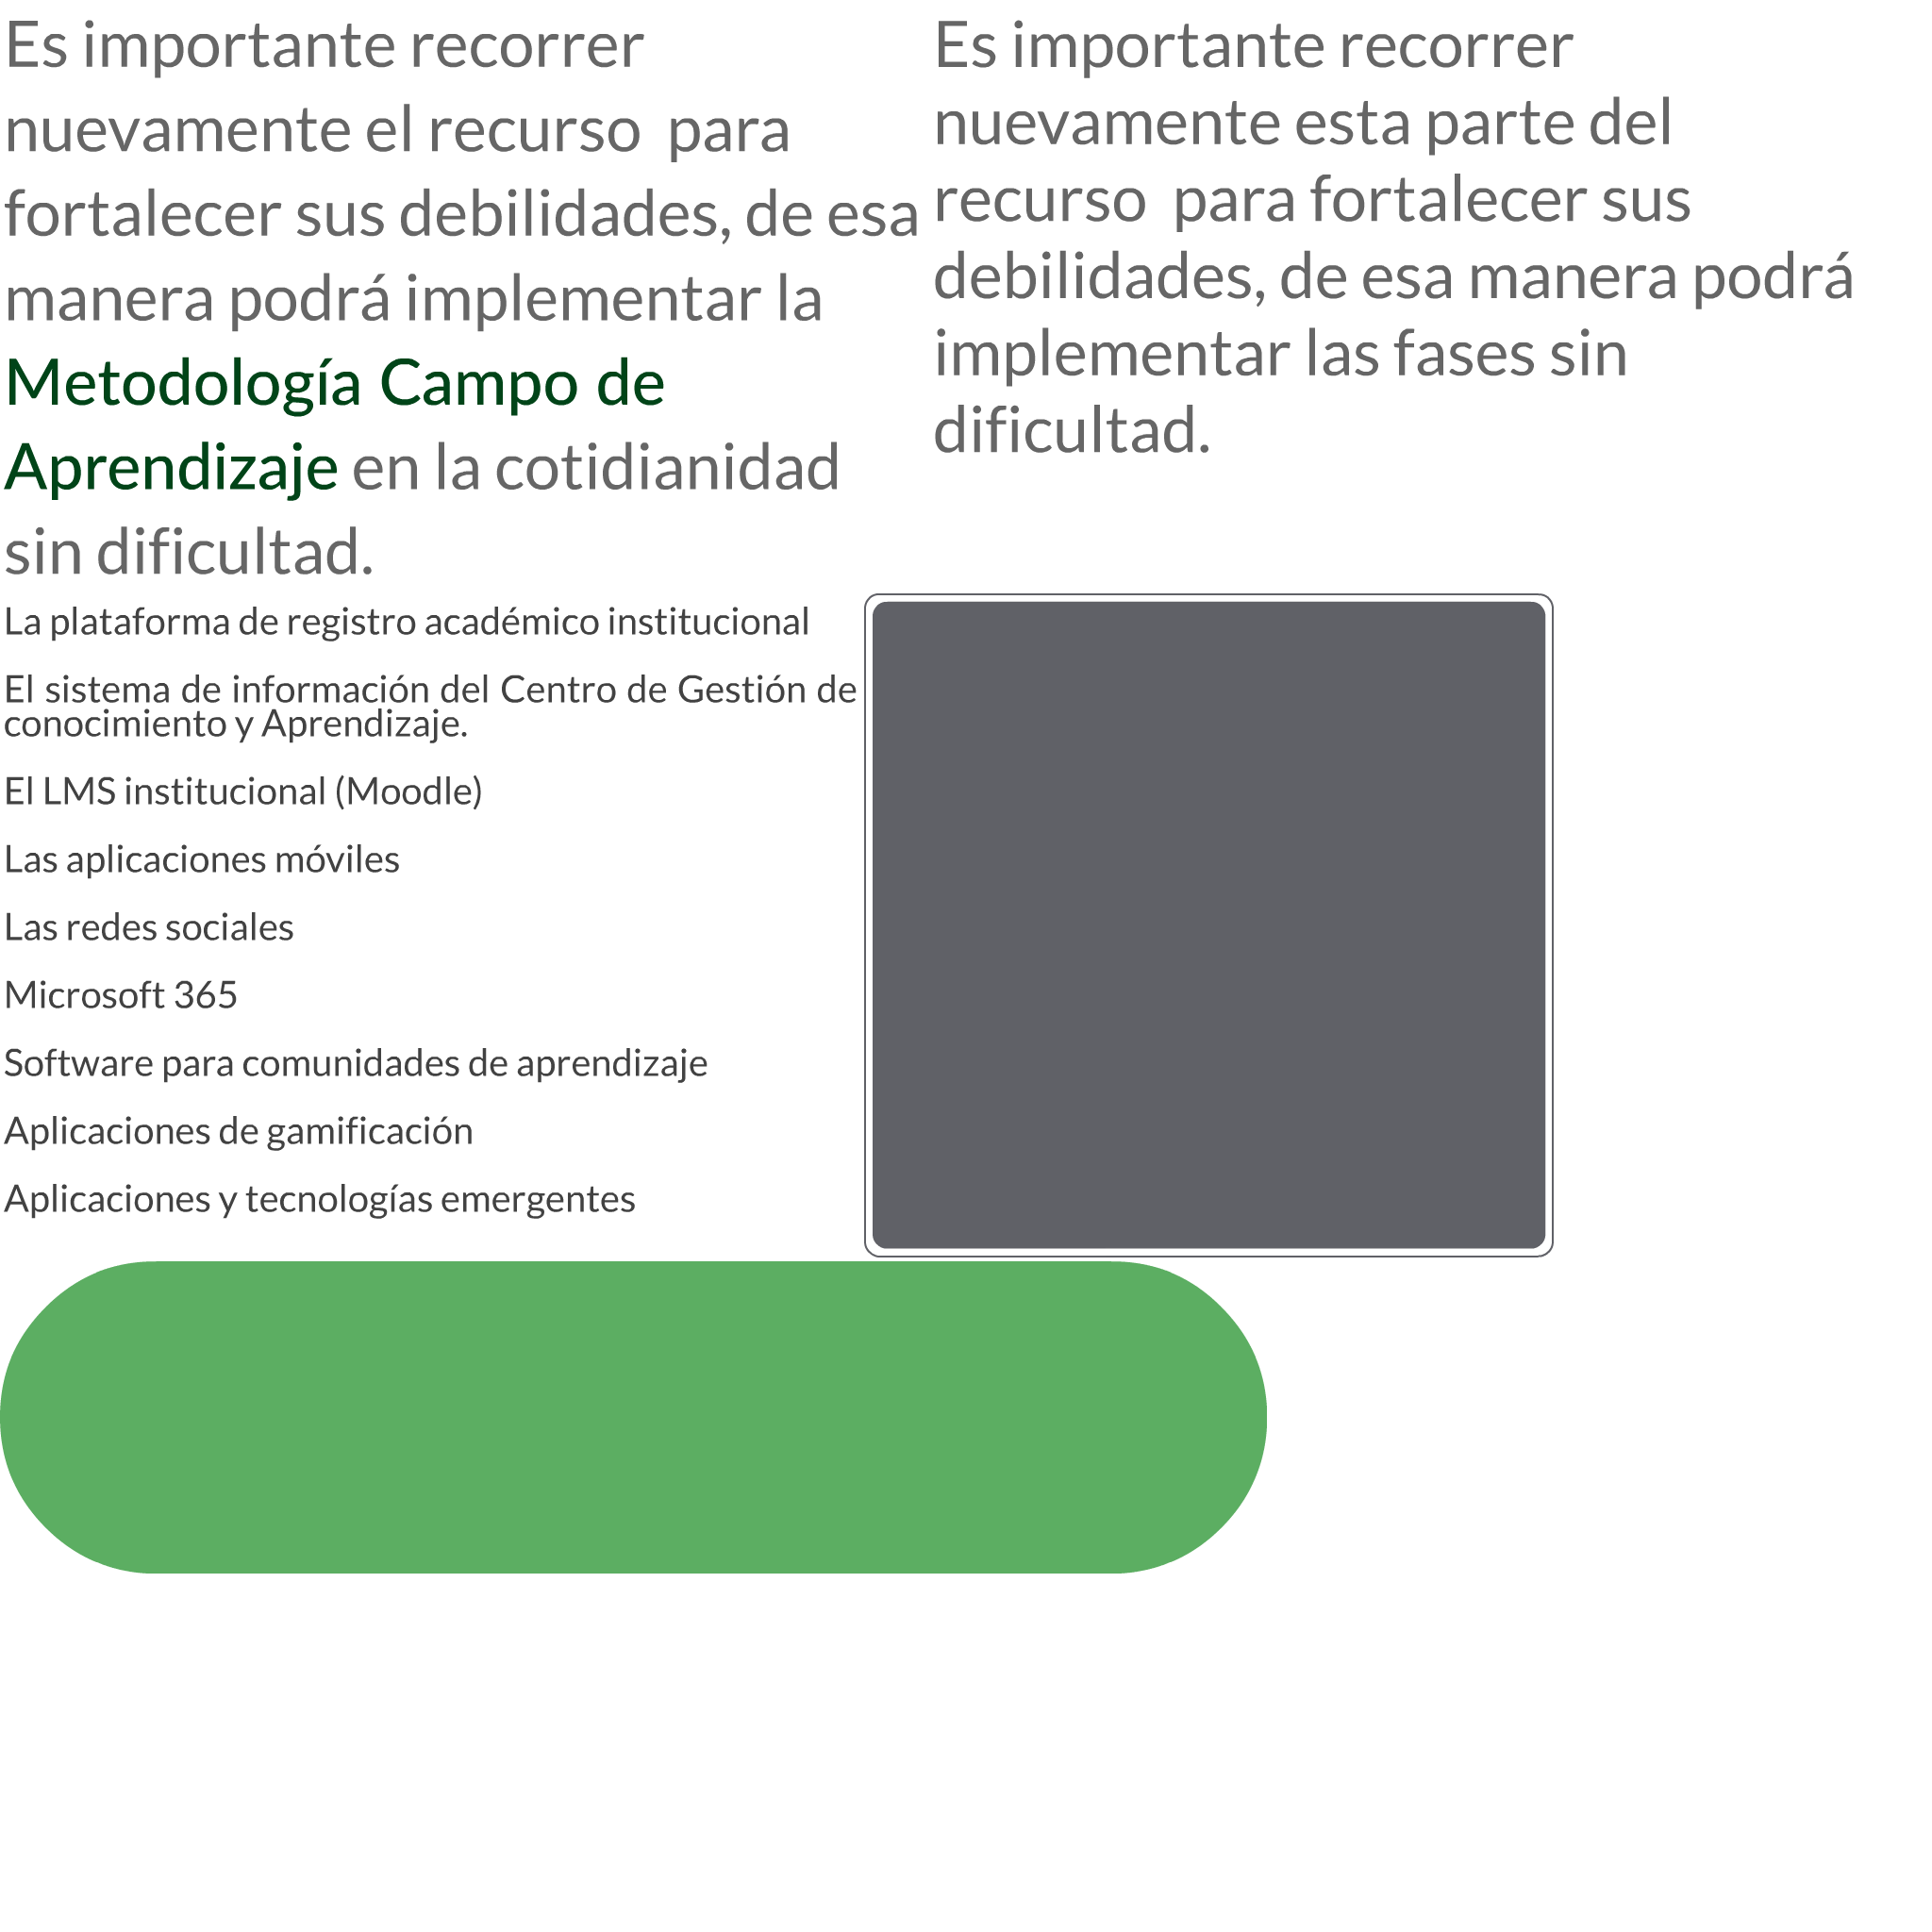 Es importante recorrer
nuevamente el recurso  para
fortalecer sus debilidades, de esa
manera podrá implementar la
Metodología Campo de
Aprendizaje en la cotidianidad
sin dificultad.
Es importante recorrer
nuevamente esta parte del
recurso  para fortalecer sus
debilidades, de esa manera podrá
implementar las fases sin
dificultad.
La plataforma de registro académico institucional
El sistema de información del Centro de Gestión de
conocimiento y Aprendizaje.
El LMS institucional (Moodle)
Las aplicaciones móviles
Las redes sociales
Microsoft 365
Software para comunidades de aprendizaje
Aplicaciones de gamificación
Aplicaciones y tecnologías emergentes